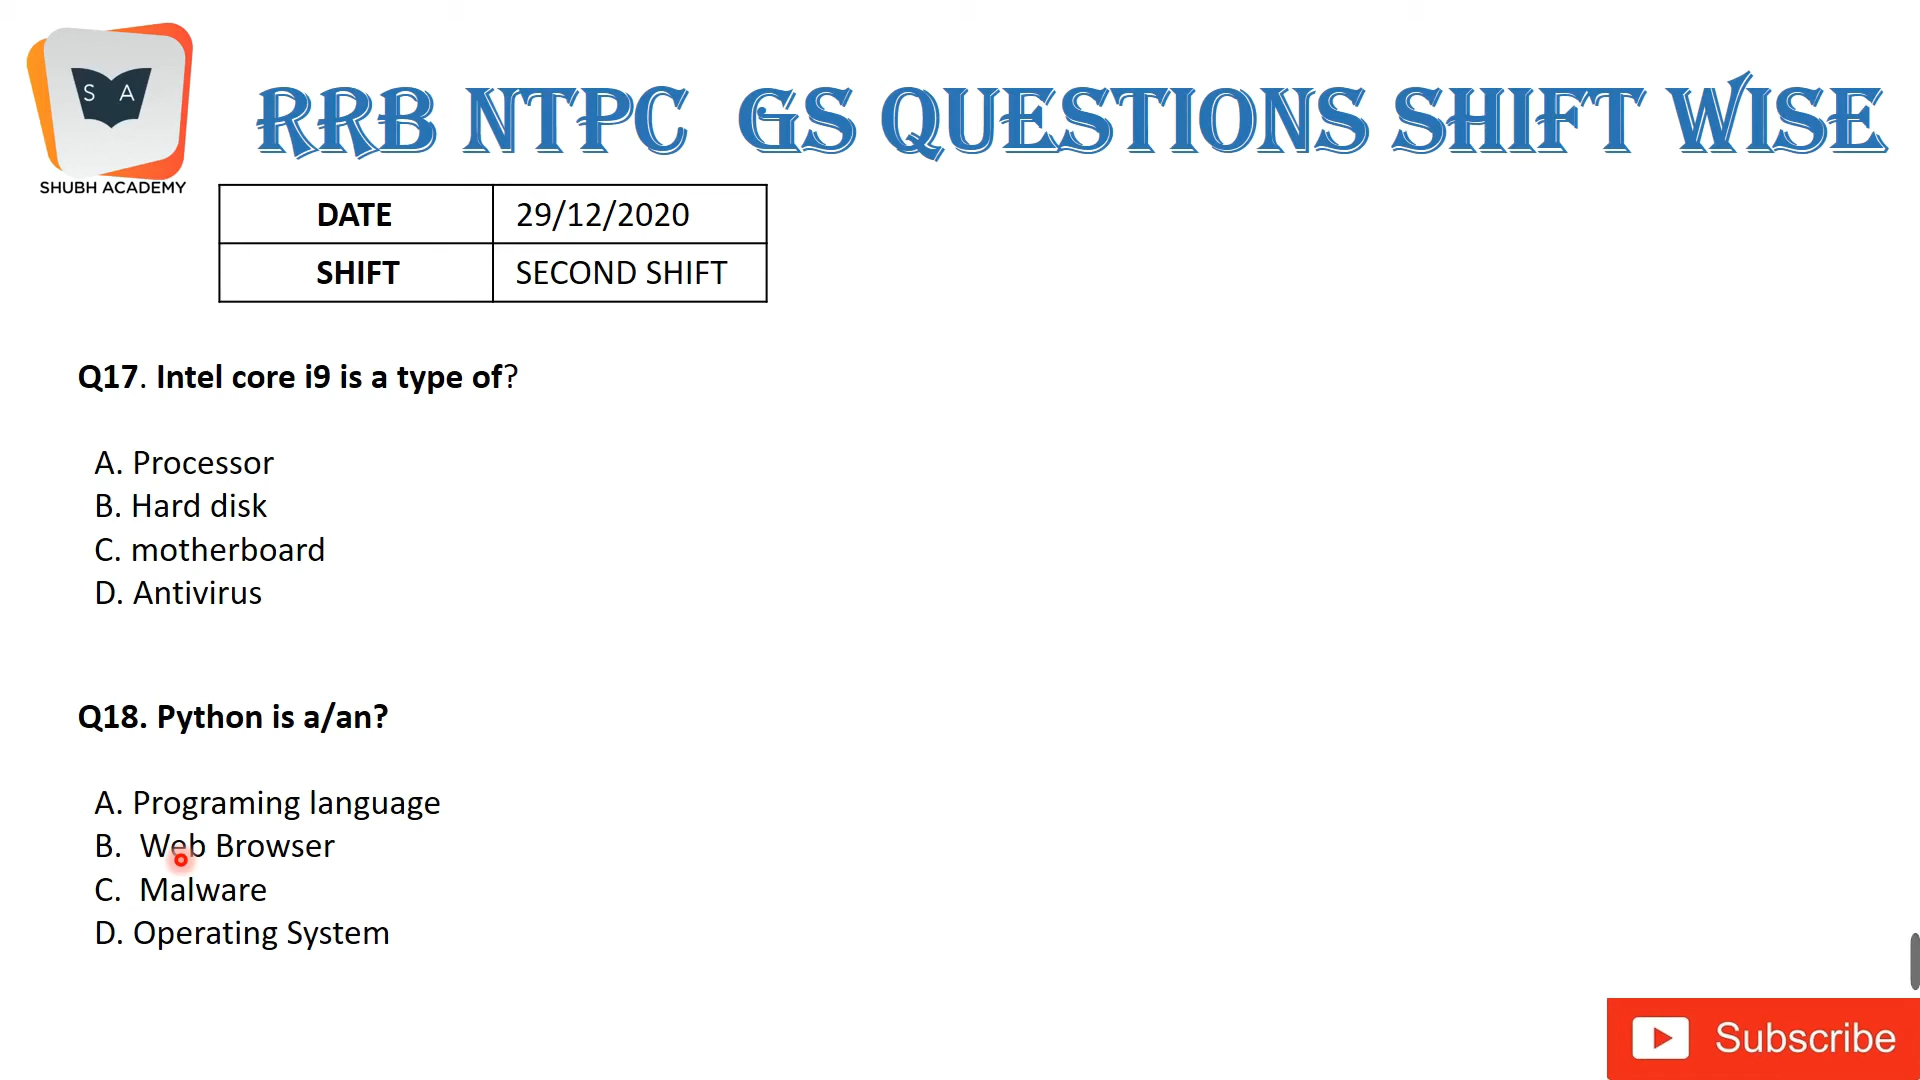 S A
SHUBH ACADEMY
RRB NTPC GS QUESTIONS SHIFT WISE
DATE 29/12/2020
SHIFT SECOND SHIFT
Q17. Intel core i9 is a type of?
A. Processor
B. Hard disk
C. motherboard
D. Antivirus
Q18. Python is a/an?
A. Programing language
B. Web Browser
C. Malware
D. Operating System
Subscribe